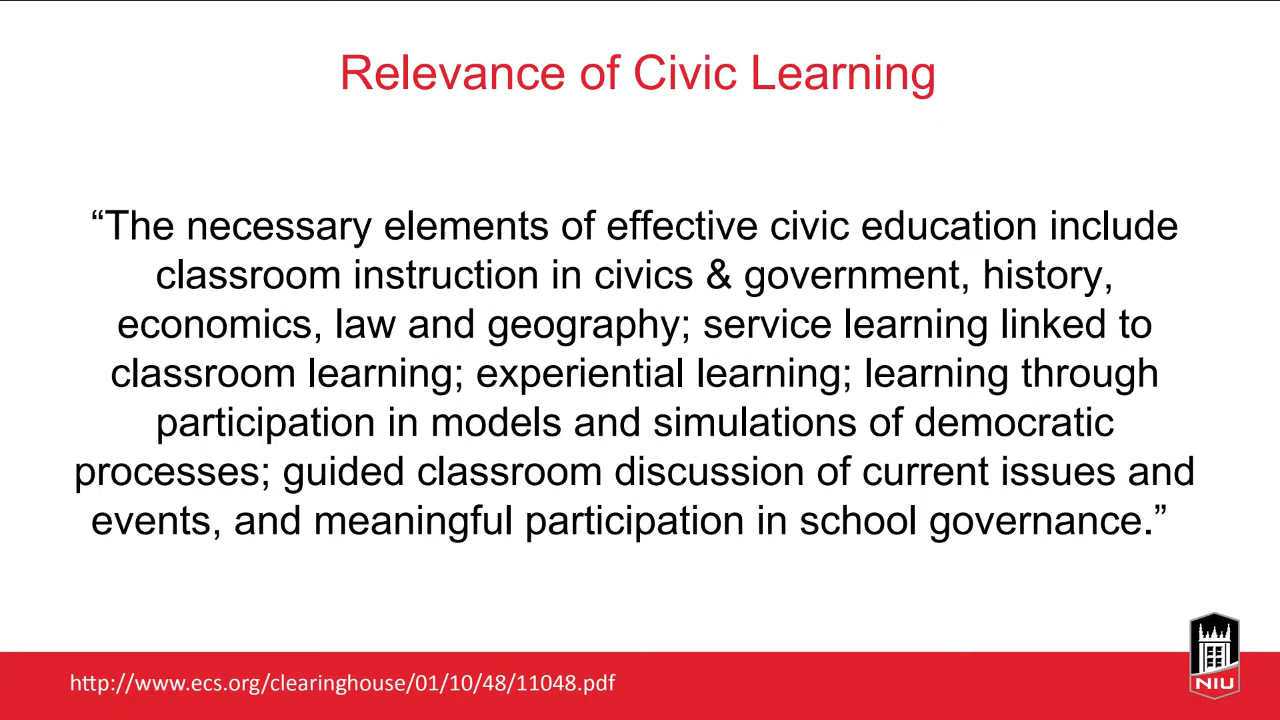 Relevance of Civic Learning
“The necessary elements of effective civic education include
classroom instruction in civics & government, history,
economics, law and geography; service learning linked to
classroom learning; experiential learning; learning through
participation in models and simulations of democratic
processes; guided classroom discussion of current issues and
events, and meaningful participation in school governance.”
http://www.ecs.org/clearinghouse/01/10/48/11048.pdf
NIU